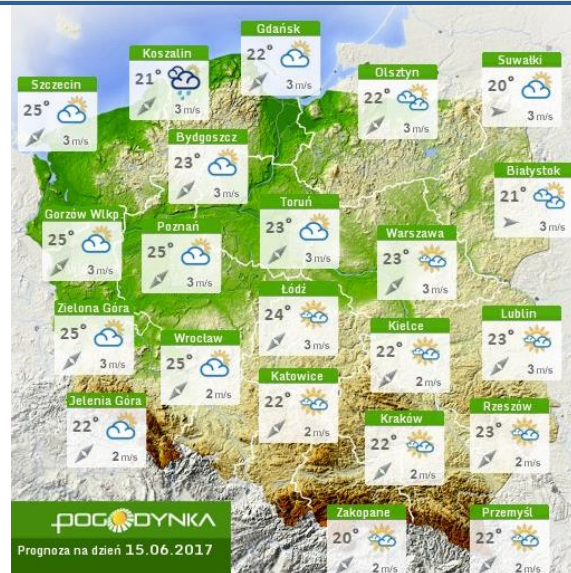 Gdańsk
22°
3 m/s
Koszalin
21°
3 m/s
Suwałki
20°
3 m/s
Olsztyn
22°
3 m/s
Szczecin
25°
3 m/s
Bydgoszcz
23°
3 m/s
Białystok
21°
3 m/s
Toruń
23°
3 m/s
Gorzów Wlkp
25°
3 m/s
Poznań
25°
3 m/s
Warszawa
23°
3 m/s
Łódź
24°
3 m/s
Zielona Góra
25°
3 m/s
Lublin
23°
3 m/s
Kielce
22°
2 m/s
Wrocław
25°
2 m/s
Katowice
22°
2 m/s
Jelenia Góra
22°
2 m/s
Rzeszów
23°
2 m/s
Kraków
22°
2 m/s
Zakopane
20°
2 m/s
Przemyśl
22°
2 m/s
POGODYNKA
Prognoza na dzień 15.06.2017